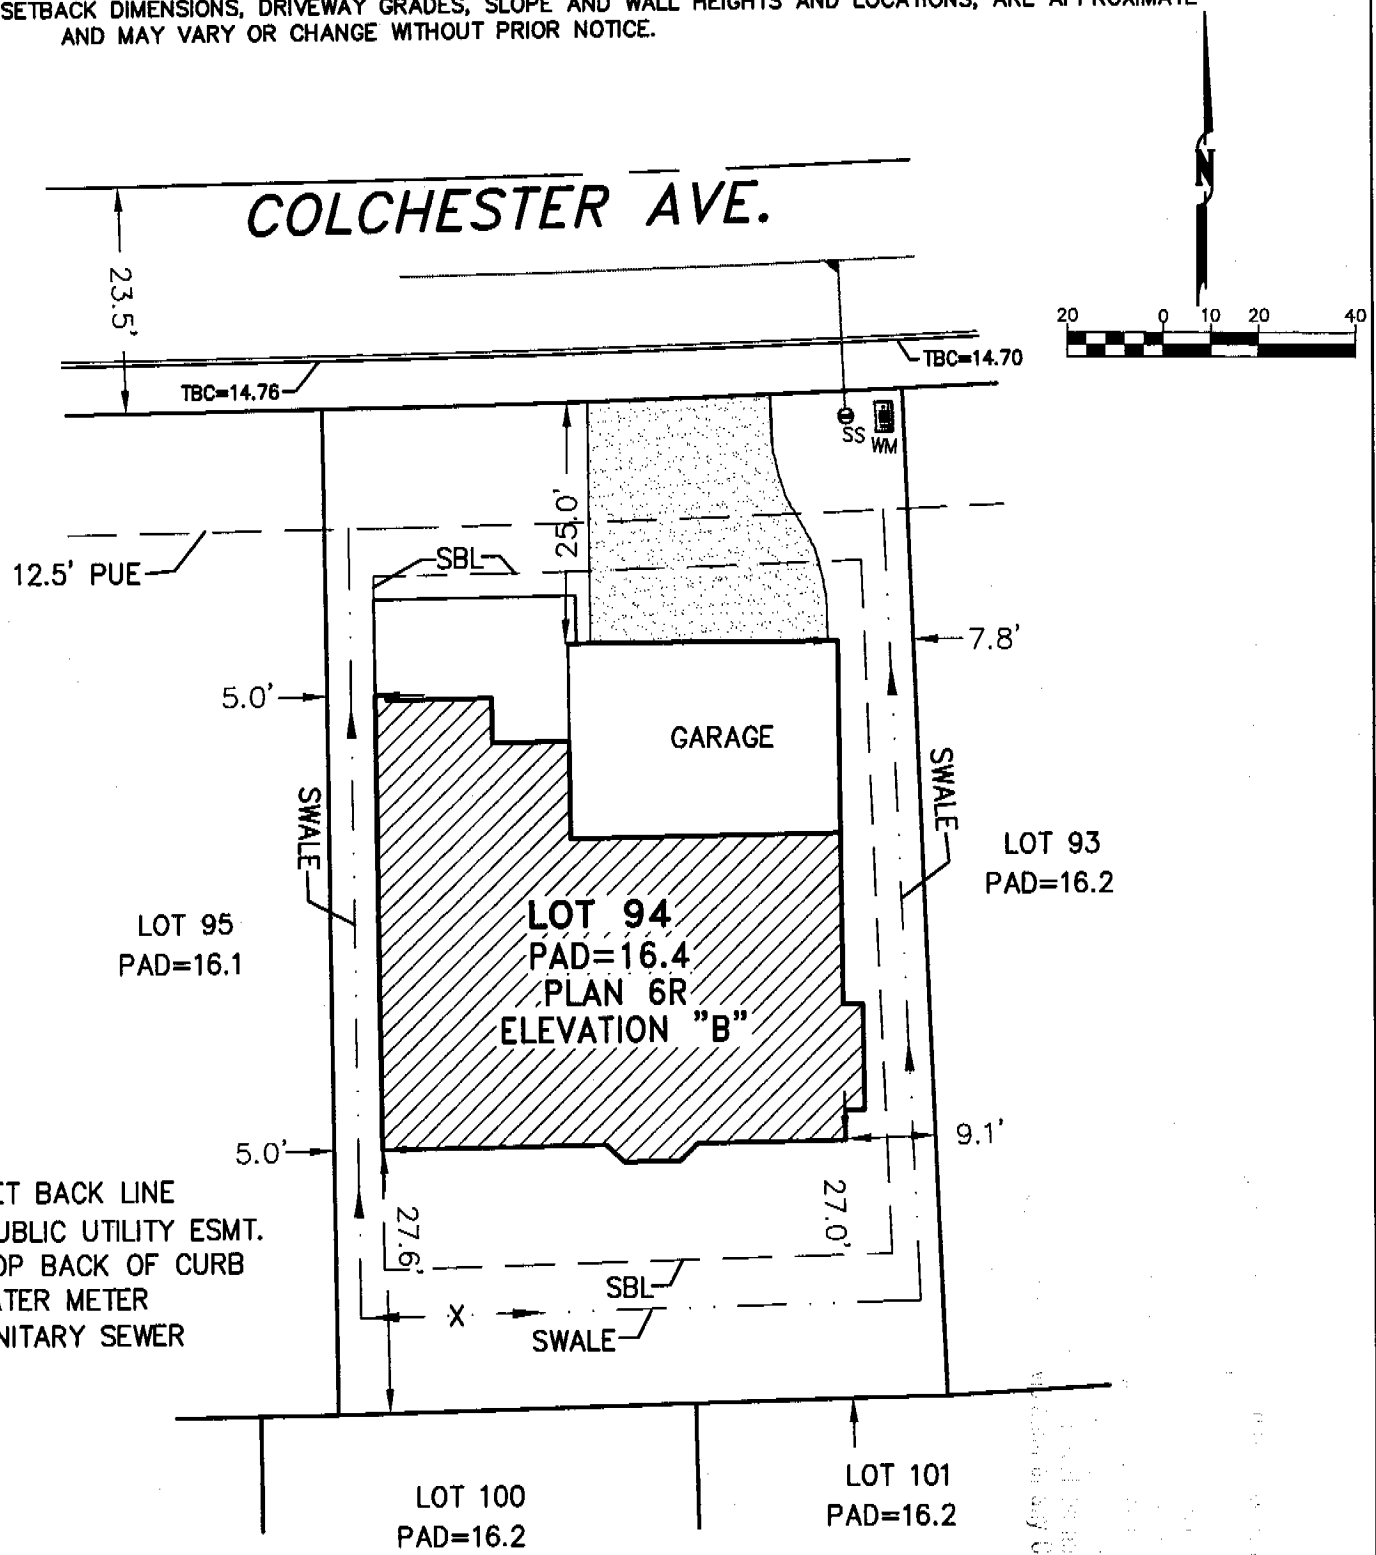 SETBACK DIMENSIONS, DRIVEWAY GRADES, SLOPE AND WALL HEIGHTS AND LOCATIONS, ARE APPROXIMATE
AND MAY VARY OR CHANGE WITHOUT PRIOR NOTICE.
N
COLCHESTER AVE.
23.5'
20 0 10 20 40
TBC=14.76
TBC=14.70
SS
WM
25.0'
12.5' PUE
SBL
7.8'
5.0'
GARAGE
SWALE
SWALE
LOT 93
PAD=16.2
LOT 95
PAD=16.1
LOT 94
PAD=16.4
PLAN 6R
ELEVATION "B"
5.0'
9.1'
ET BACK LINE
UBLIC UTILITY ESMT.
OP BACK OF CURB
ATER METER
NITARY SEWER
27.6'
27.0'
SBL
X
SWALE
LOT 100
PAD=16.2
LOT 101
PAD=16.2